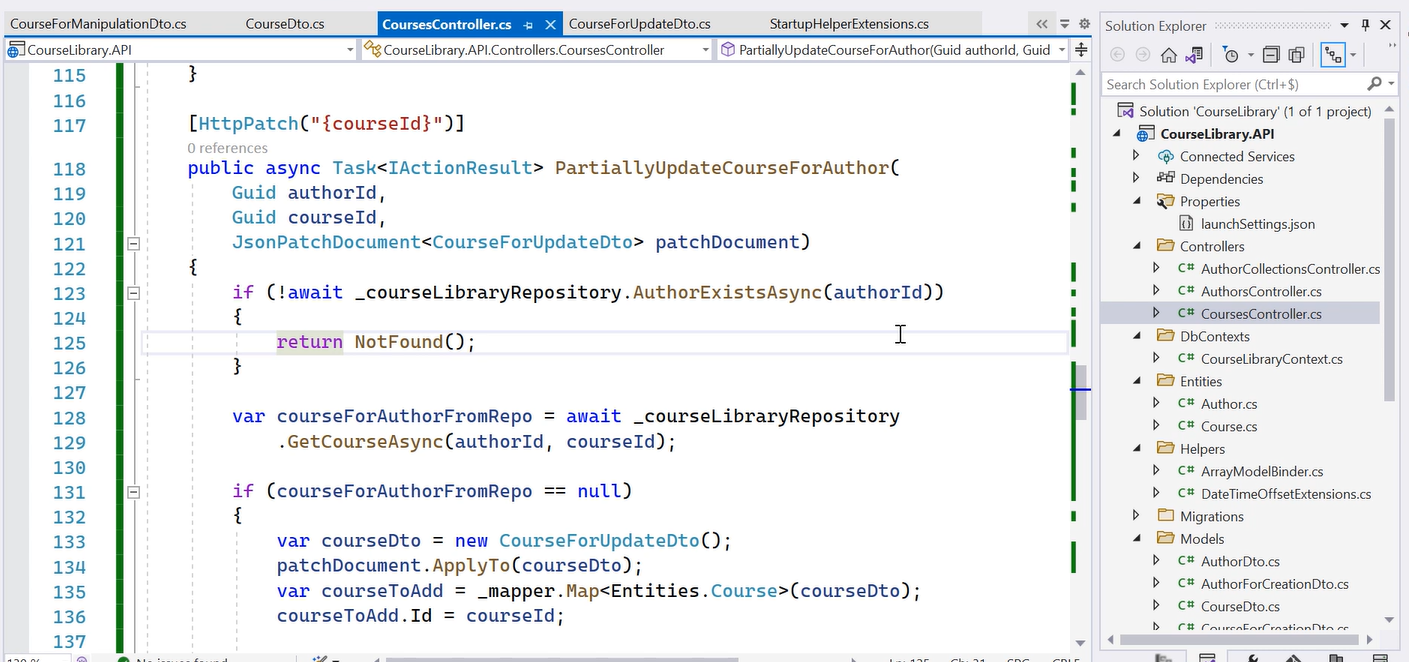 CourseForManipulationDto.cs CourseDto.cs CoursesController.cs CourseForUpdateDto.cs StartupHelperExtensions.cs
CourseLibrary.API CourseLibrary.API.Controllers.CoursesController PartiallyUpdateCourseForAuthor(Guid authorId, Guid
115 }
116
117 [HttpPatch("{courseId}")]
0 references
118 public async Task<IActionResult> PartiallyUpdateCourseForAuthor(
119 Guid authorId,
120 Guid courseId,
121 JsonPatchDocument<CourseForUpdateDto> patchDocument)
122 {
123 if (!await _courseLibraryRepository.AuthorExistsAsync(authorId))
124 {
125 return NotFound();
126 }
127
128 var courseForAuthorFromRepo = await _courseLibraryRepository
129 .GetCourseAsync(authorId, courseId);
130
131 if (courseForAuthorFromRepo == null)
132 {
133 var courseDto = new CourseForUpdateDto();
134 patchDocument.ApplyTo(courseDto);
135 var courseToAdd = _mapper.Map<Entities.Course>(courseDto);
136 courseToAdd.Id = courseId;
137
No issues found
Solution Explorer
Search Solution Explorer (Ctrl+$)
Solution 'CourseLibrary' (1 of 1 project)
CourseLibrary.API
Connected Services
Dependencies
Properties
launchSettings.json
Controllers
C# AuthorCollectionsController.cs
C# AuthorsController.cs
C# CoursesController.cs
DbContexts
C# CourseLibraryContext.cs
Entities
C# Author.cs
C# Course.cs
Helpers
C# ArrayModelBinder.cs
C# DateTimeOffsetExtensions.cs
Migrations
Models
C# AuthorDto.cs
C# AuthorForCreationDto.cs
C# CourseDto.cs
C# CourseForCreationDto.cs